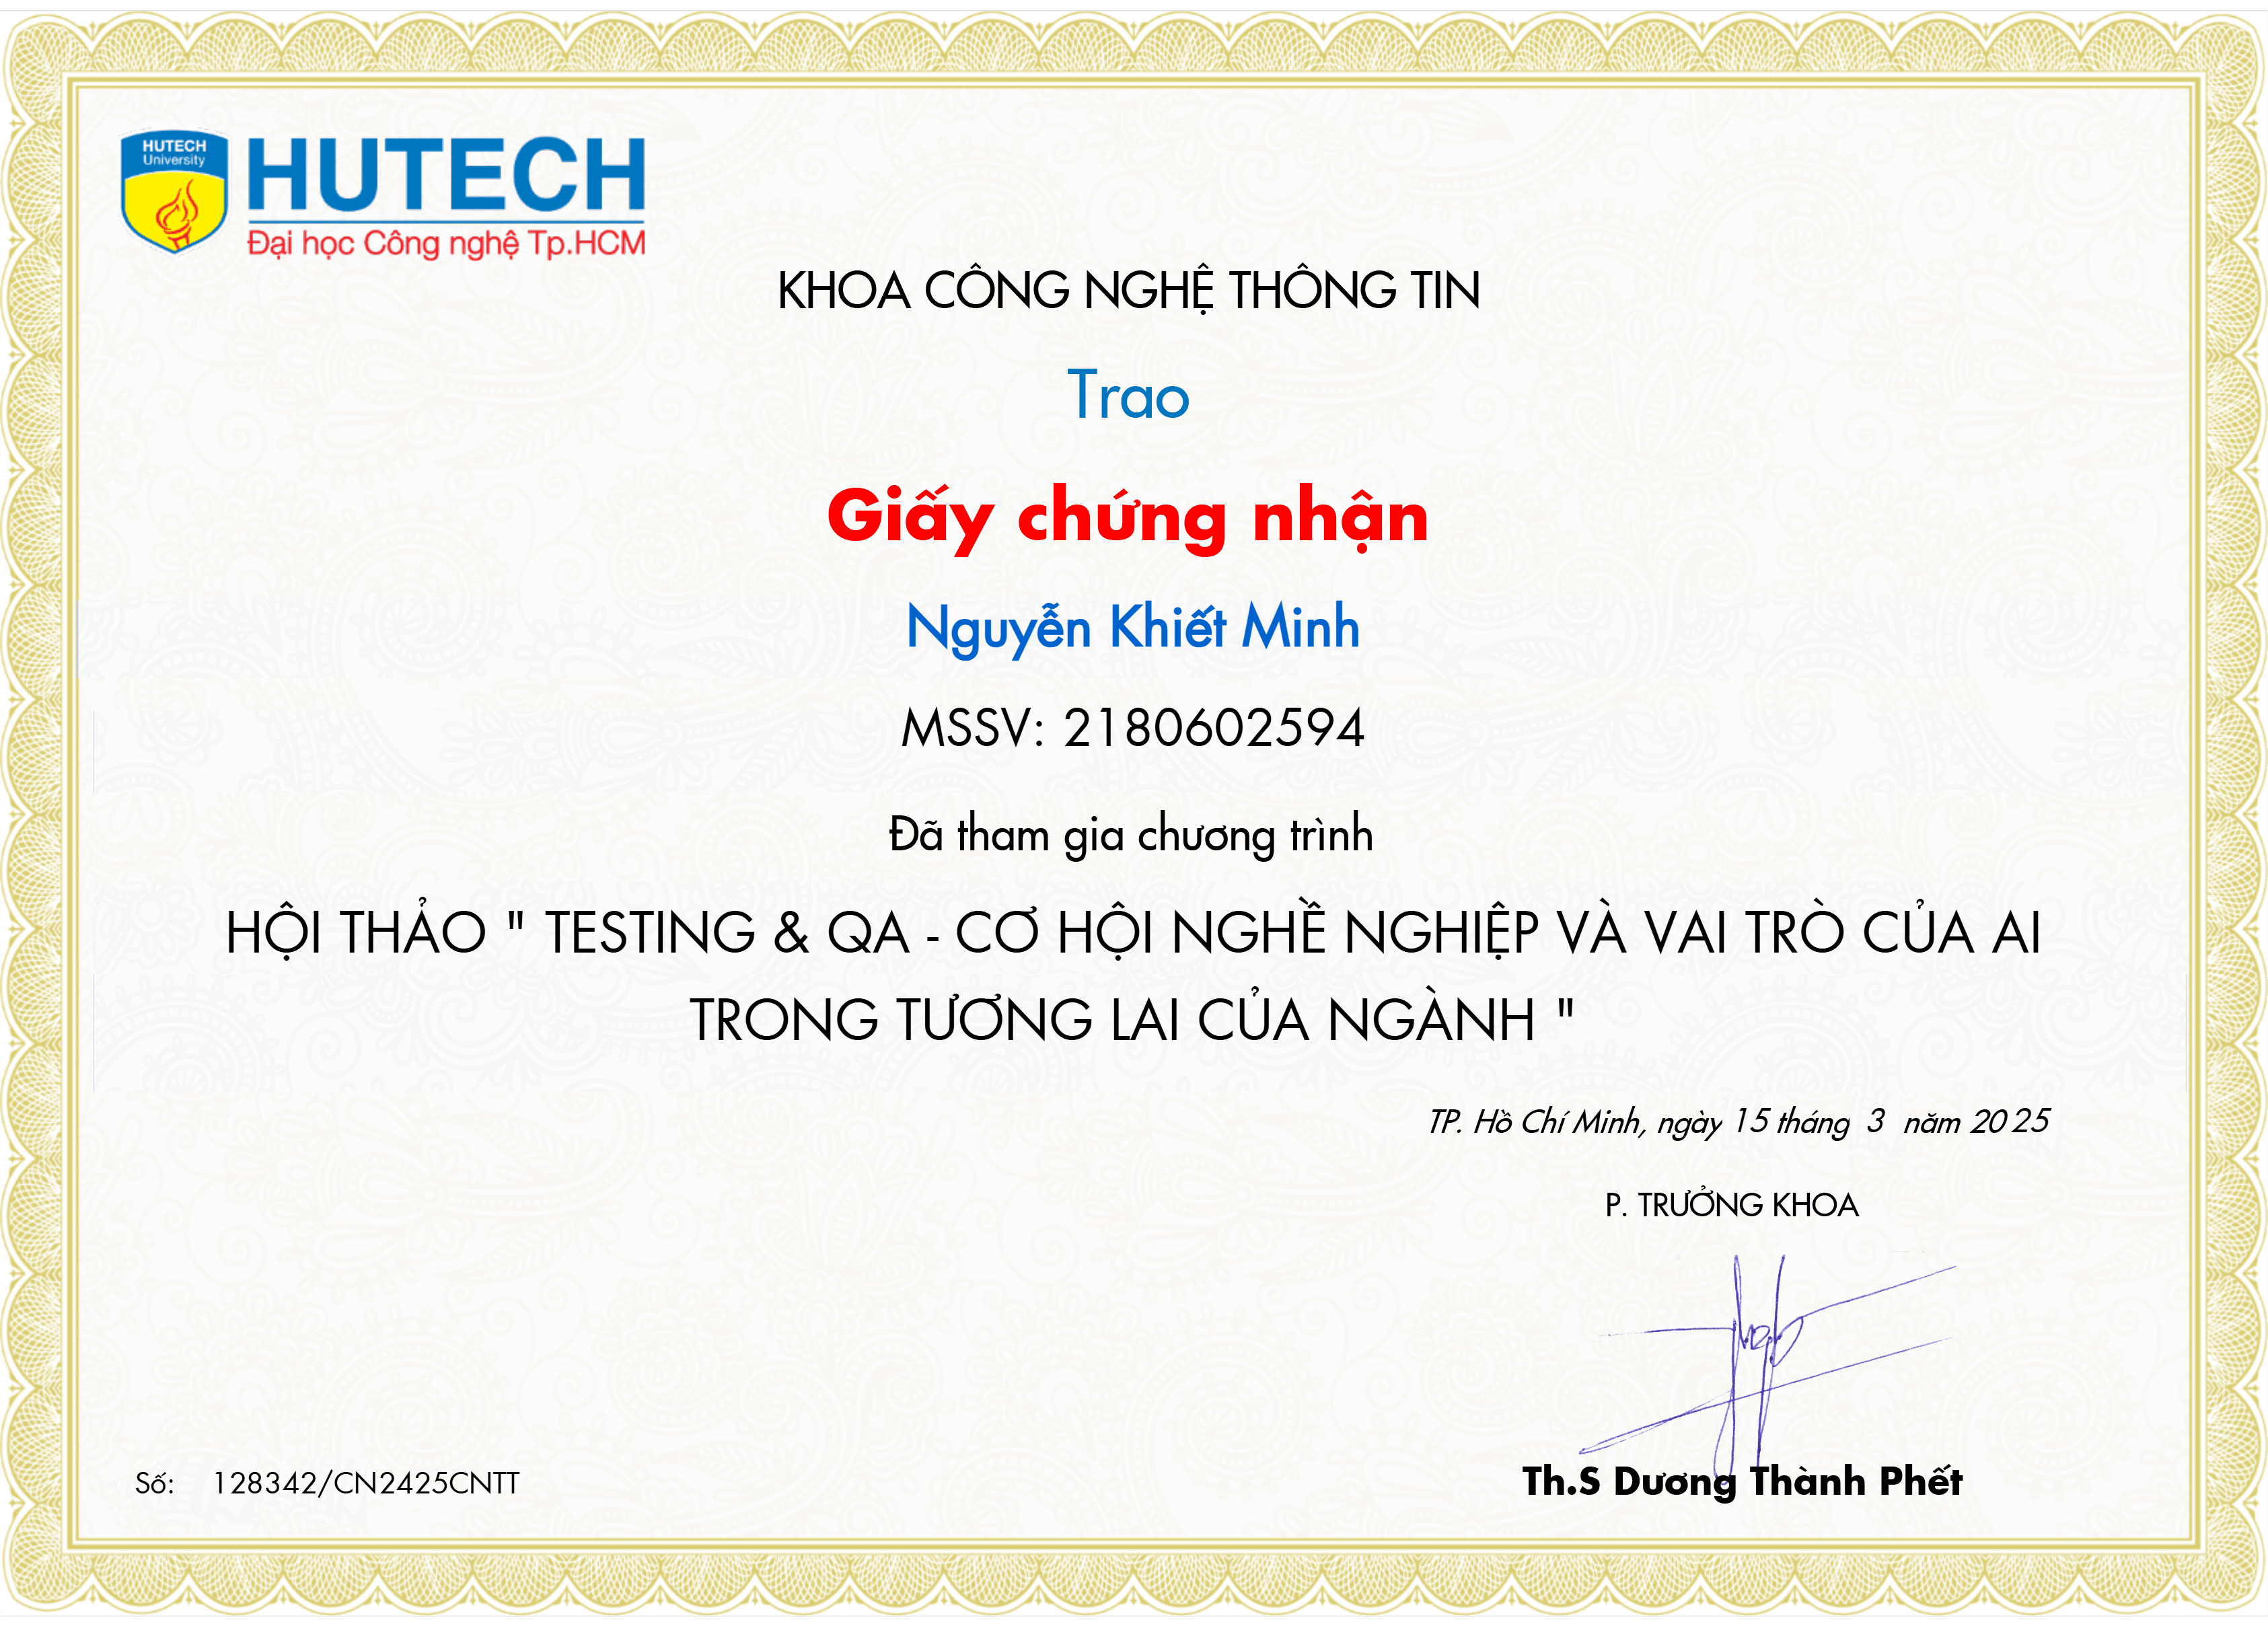 HUTECH
University
HUTECH
Đại học Công nghệ Tp.HCM
KHOA CÔNG NGHỆ THÔNG TIN
Trao
Giấy chứng nhận
Nguyễn Khiết Minh
MSSV: 2180602594
Đã tham gia chương trình
HỘI THẢO " TESTING & QA - CƠ HỘI NGHỀ NGHIỆP VÀ VAI TRÒ CỦA AI
TRONG TƯƠNG LAI CỦA NGÀNH "
TP. Hồ Chí Minh, ngày 15 tháng 3 năm 2025
P. TRƯỞNG KHOA
Th.S Dương Thành Phết
Số: 128342/CN2425CNTT